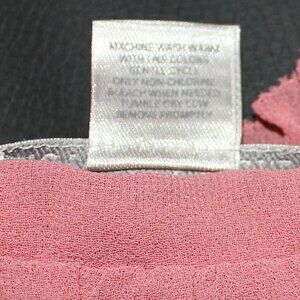 MACHINE WASH WARM
WITH LIKE COLORS
GENTLE CYCLE
ONLY NON-CHLORINE
BLEACH WHEN NEEDED
TUMBLE DRY LOW
REMOVE PROMPTLY